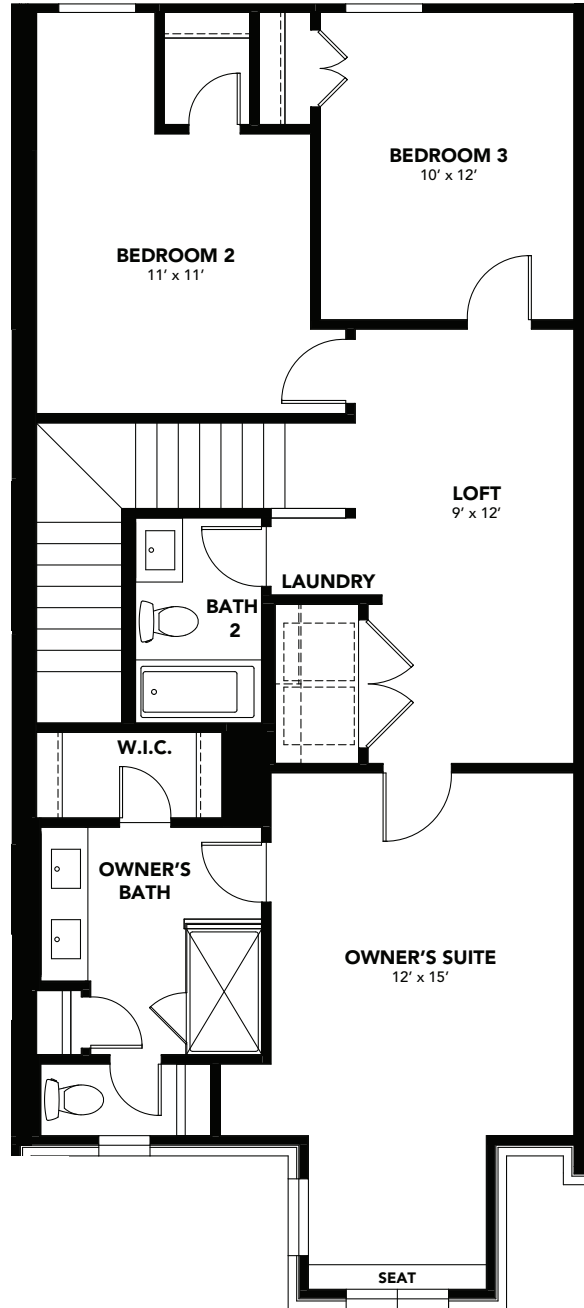 BEDROOM 3
10’ x 12’
BEDROOM 2
11’ x 11’
LOFT
9’ x 12’
LAUNDRY
BATH
2
W.I.C.
OWNER’S
BATH
OWNER’S SUITE
12’ x 15’
SEAT